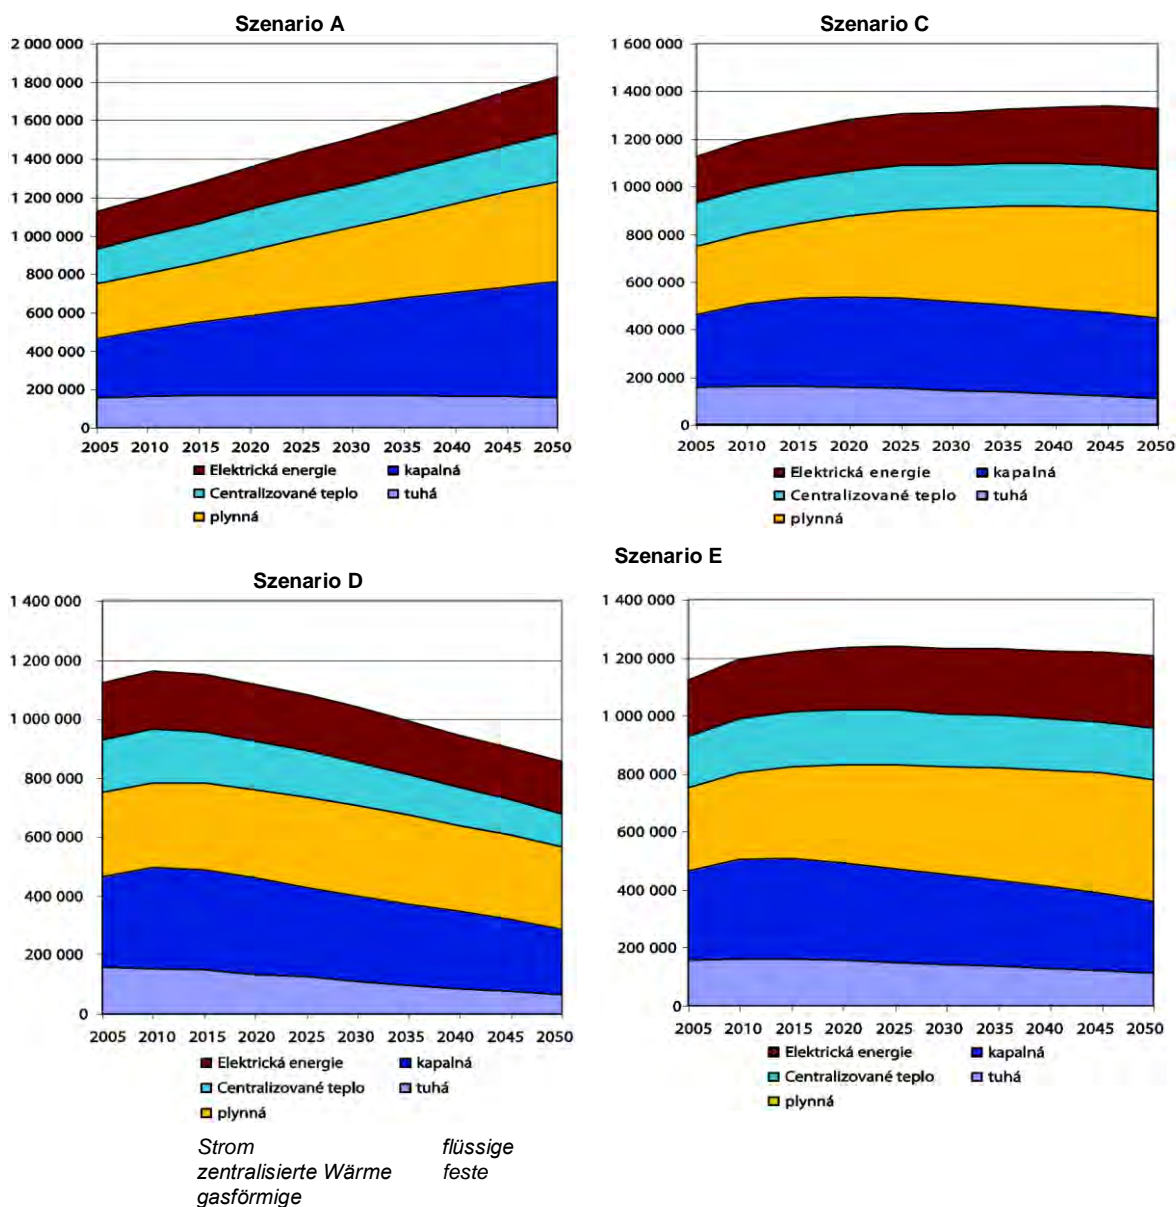 Szenario A
2 000 000
1 800 000
1 600 000
1 400 000
1 200 000
1 000 000
800 000
600 000
400 000
200 000
0
2005 2010 2015 2020 2025 2030 2035 2040 2045 2050
Elektrická energie kapalná
Centralizované teplo tuhá
plynná
Szenario C
1 600 000
1 400 000
1 200 000
1 000 000
800 000
600 000
400 000
200 000
0
2005 2010 2015 2020 2025 2030 2035 2040 2045 2050
Elektrická energie kapalná
Centralizované teplo tuhá
plynná
Szenario D
1 400 000
1 200 000
1 000 000
800 000
600 000
400 000
200 000
0
2005 2010 2015 2020 2025 2030 2035 2040 2045 2050
Elektrická energie kapalná
Centralizované teplo tuhá
plynná
Szenario E
1 400 000
1 200 000
1 000 000
800 000
600 000
400 000
200 000
0
2005 2010 2015 2020 2025 2030 2035 2040 2045 2050
Elektrická energie kapalná
Centralizované teplo tuhá
plynná
Strom flüssige
zentralisierte Wärme feste
gasförmige